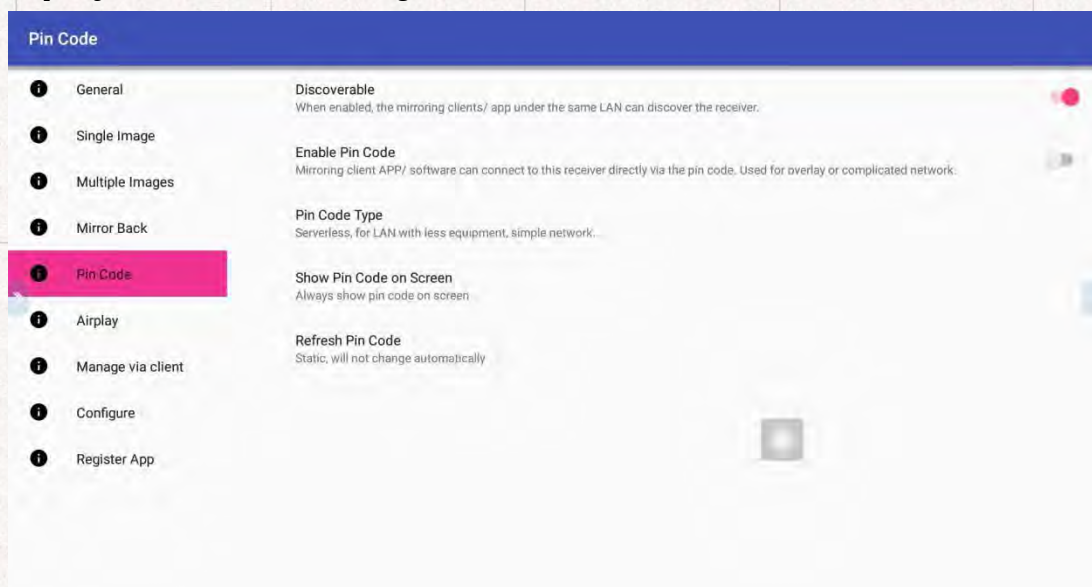 Pin Code
General
Single Image
Multiple Images
Mirror Back
Pin Code
Airplay
Manage via client
Configure
Register App
Discoverable
When enabled, the mirroring clients/ app under the same LAN can discover the receiver.
Enable Pin Code
Mirroring client APP/ software can connect to this receiver directly via the pin code. Used for overlay or complicated network.
Pin Code Type
Serverless, for LAN with less equipment, simple network.
Show Pin Code on Screen
Always show pin code on screen
Refresh Pin Code
Static, will not change automatically